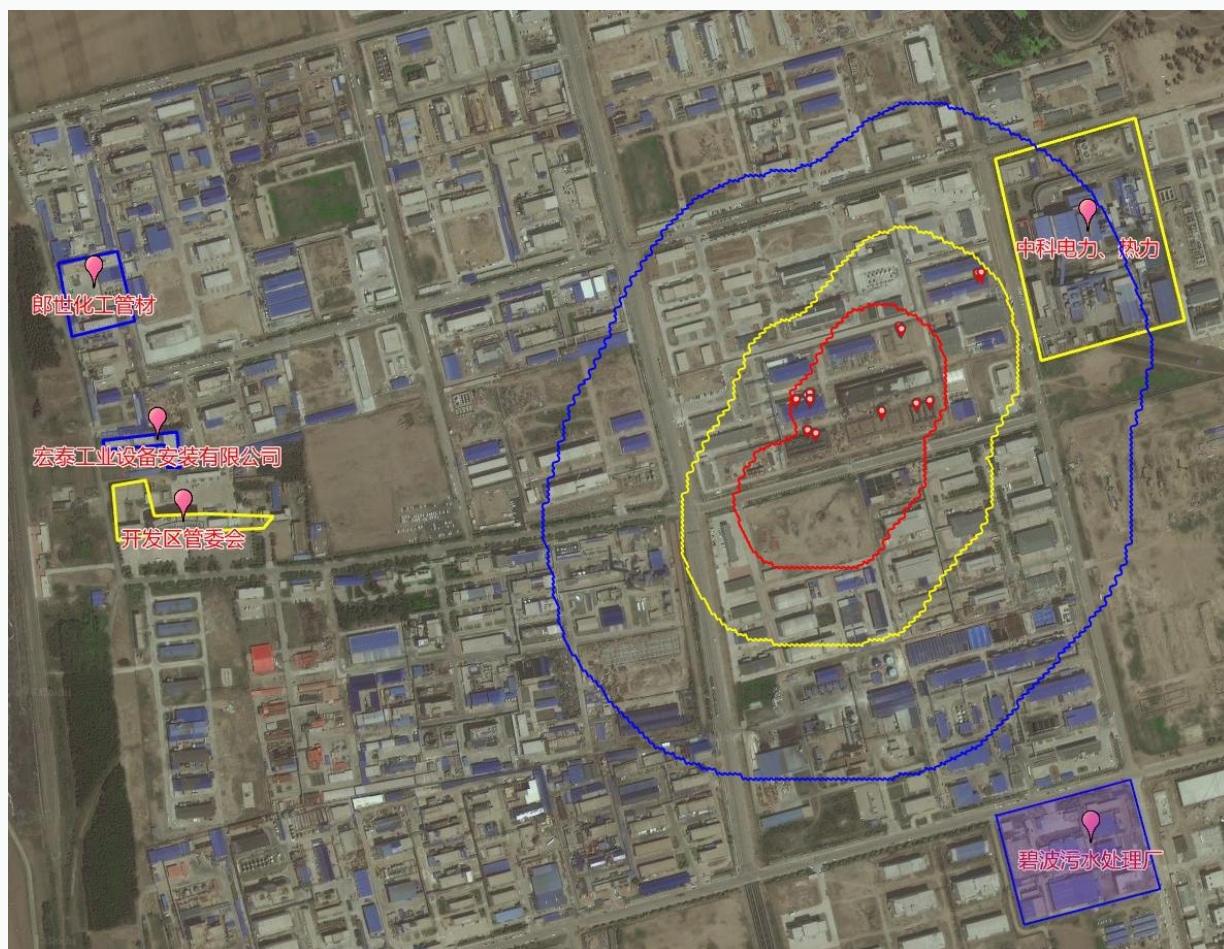 中科电力、热力
郎世化工管材
宏泰工业设备安装有限公司
开发区管委会
碧波污水处理厂